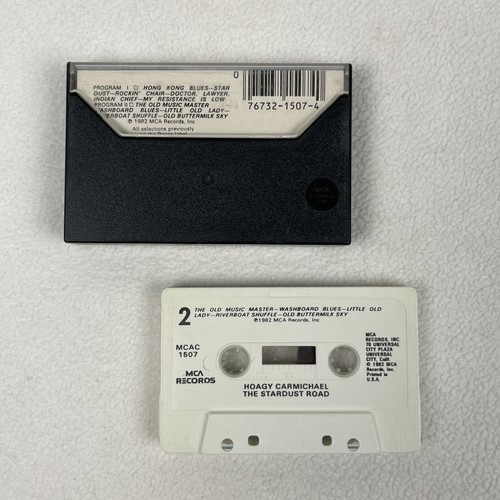 PROGRAM I □ HONG KONG BLUES—STAR
DUST—ROCKIN' CHAIR—DOCTOR, LAWYER,
INDIAN CHIEF—MY RESISTANCE IS LOW
PROGRAM II □ THE OLD MUSIC MASTER
WASHBOARD BLUES—LITTLE OLD LADY—
RIVERBOAT SHUFFLE—OLD BUTTERMILK SKY
℗ 1982 MCA Records, Inc.
All selections previously
0
76732-1507-4
MCA
2
THE OLD MUSIC MASTER—WASHBOARD BLUES—LITTLE OLD
LADY—RIVERBOAT SHUFFLE—OLD BUTTERMILK SKY
℗1982 MCA Records, Inc
MCAC
1507
MCA
RECORDS
HOAGY CARMICHAEL
THE STARDUST ROAD
MCA
RECORDS, INC.
70 UNIVERSAL
CITY PLAZA
UNIVERSAL
CITY, Calif.
© 1982 MCA
Records, Inc.
Printed in
U.S.A.